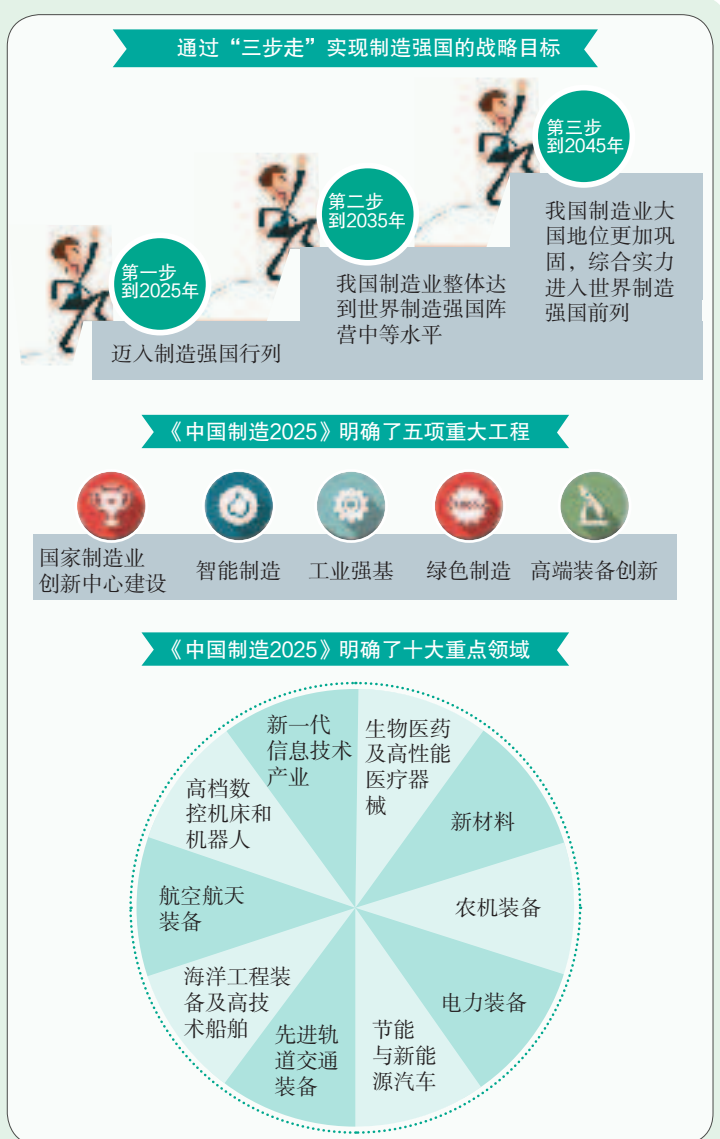 通过“三步走”实现制造强国的战略目标
第一步
到2025年
迈入制造强国行列
第二步
到2035年
我国制造业整体达
到世界制造强国阵
营中等水平
第三步
到2045年
我国制造业大
国地位更加巩
固，综合实力
进入世界制造
强国前列
《中国制造2025》明确了五项重大工程
国家制造业
创新中心建设
智能制造
工业强基
绿色制造
高端装备创新
《中国制造2025》明确了十大重点领域
新一代
信息技术
产业
生物医药
及高性能
医疗器
械
新材料
农机装备
电力装备
节能
与新能
源汽车
先进轨
道交通
装备
海洋工程装
备及高技
术船舶
航空航天
装备
高档数
控机床和
机器人